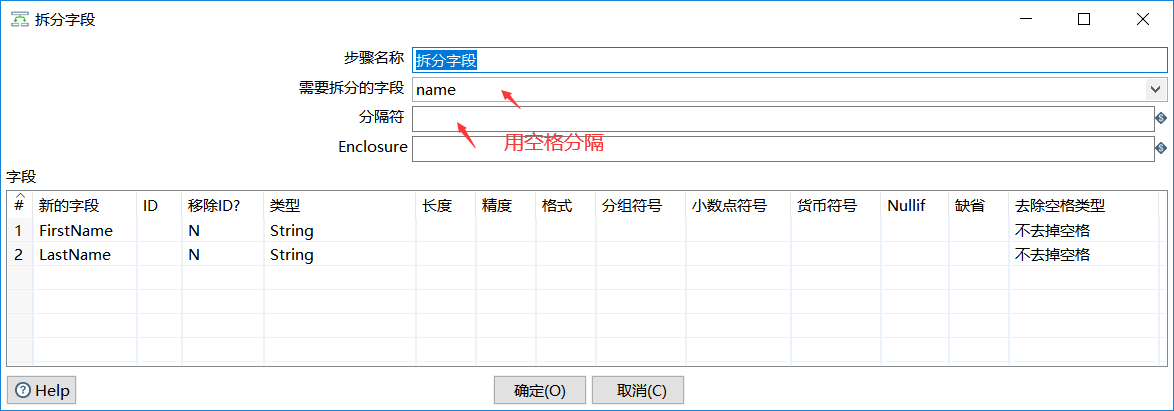 拆分字段
步骤名称 拆分字段
需要拆分的字段 name
分隔符
用空格分隔
Enclosure
字段
# 新的字段 ID 移除ID? 类型 长度 精度 格式 分组符号 小数点符号 货币符号 Nullif 缺省 去除空格类型
1 FirstName N String 不去掉空格
2 LastName N String 不去掉空格
Help 确定(O) 取消(C)